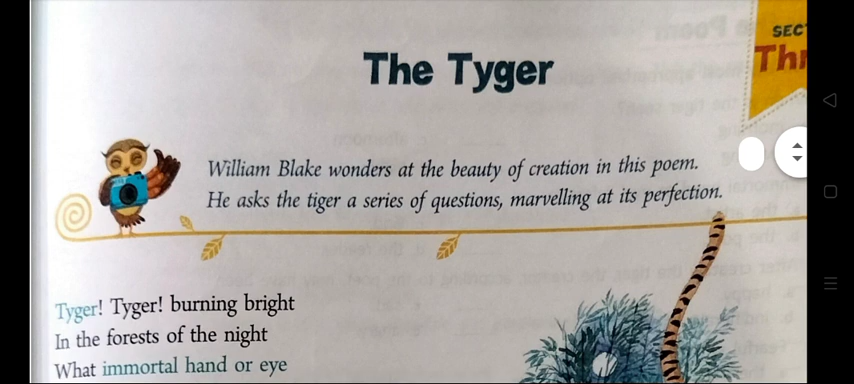 The Tyger
SEC
Thr
William Blake wonders at the beauty of creation in this poem.
He asks the tiger a series of questions, marvelling at its perfection.
Tyger! Tyger! burning bright
In the forests of the night
What immortal hand or eye